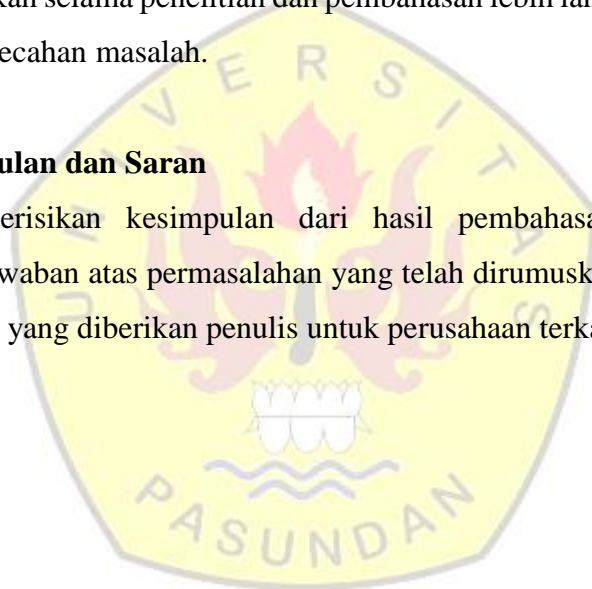 kan selama penelitian dan pembahasan lebih lan
ecahan masalah.
ulan dan Saran
erisikan kesimpulan dari hasil pembahasa
waban atas permasalahan yang telah dirumusk
yang diberikan penulis untuk perusahaan terka
UNIVERSITAS
PASUNDAN